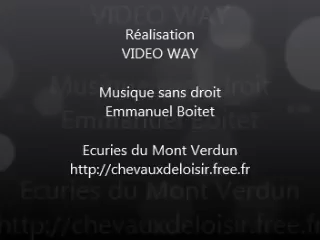 Réalisation
VIDEO WAY
Musique sans droit
Emmanuel Boitet
Ecuries du Mont Verdun
http://chevauxdeloisir.free.fr